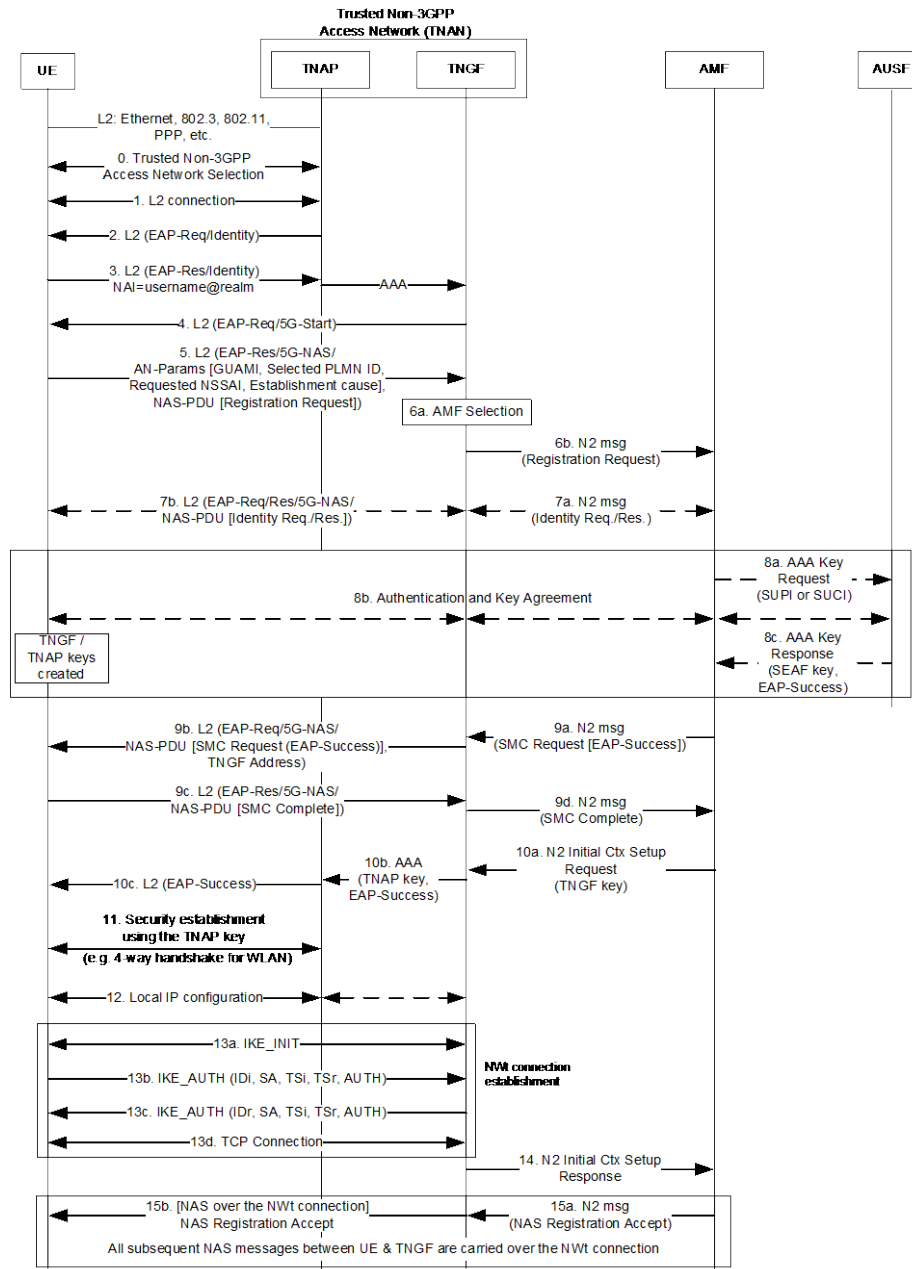 Trusted Non-3GPP
Access Network (TNAN)
UE
TNAP
TNGF
AMF
AUSF
L2: Ethernet, 802.3, 802.11,
PPP, etc.
0. Trusted Non-3GPP
Access Network Selection
1. L2 connection
2. L2 (EAP-Req/Identity)
3. L2 (EAP-Res/Identity)
NAI=username@realm
AAA
4. L2 (EAP-Req/5G-Start)
5. L2 (EAP-Res/5G-NAS/
AN-Params [GUAMI, Selected PLMN ID,
Requested NSSAI, Establishment cause],
NAS-PDU [Registration Request])
6a. AMF Selection
6b. N2 msg
(Registration Request)
7b. L2 (EAP-Req/Res/5G-NAS/
NAS-PDU [Identity Req./Res.])
7a. N2 msg
(Identity Req./Res.)
8a. AAA Key
Request
(SUPI or SUCI)
8b. Authentication and Key Agreement
TNGF /
TNAP keys
created
8c. AAA Key
Response
(SEAF key,
EAP-Success)
9b. L2 (EAP-Req/5G-NAS/
NAS-PDU [SMC Request (EAP-Success)],
TNGF Address)
9a. N2 msg
(SMC Request [EAP-Success])
9c. L2 (EAP-Res/5G-NAS/
NAS-PDU [SMC Complete])
9d. N2 msg
(SMC Complete)
10a. N2 Initial Ctx Setup
Request
(TNGF key)
10b. AAA
(TNAP key,
EAP-Success)
10c. L2 (EAP-Success)
11. Security establishment
using the TNAP key
(e.g. 4-way handshake for WLAN)
12. Local IP configuration
13a. IKE_INIT
13b. IKE_AUTH (IDi, SA, TSi, TSr, AUTH)
13c. IKE_AUTH (IDr, SA, TSi, TSr, AUTH)
13d. TCP Connection
NWt connection
establishment
14. N2 Initial Ctx Setup
Response
15b. [NAS over the NWt connection]
NAS Registration Accept
15a. N2 msg
(NAS Registration Accept)
All subsequent NAS messages between UE & TNGF are carried over the NWt connection